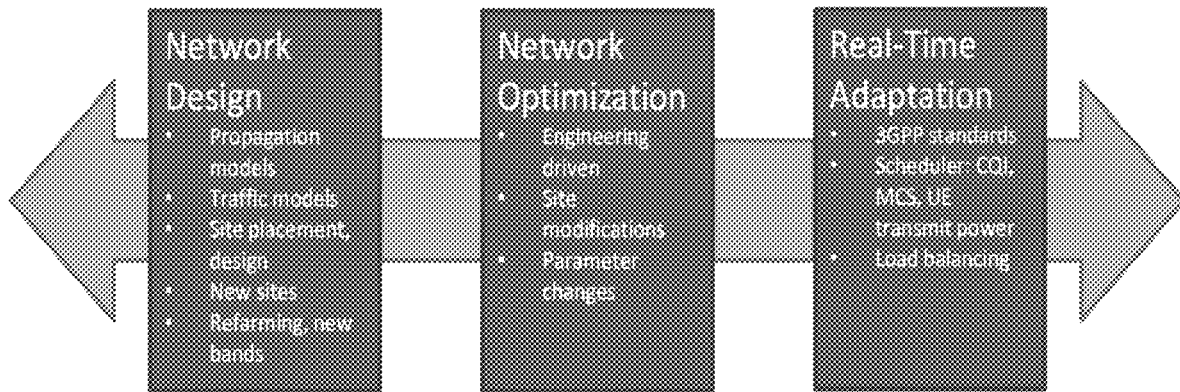 Network
Design
• Propagation
models
• Traffic models
• Site placement,
design
• New sites
• Refarming, new
bands
Network
Optimization
• Engineering
driven
• Site
modifications
• Parameter
changes
Real-Time
Adaptation
• 3GPP standards
• Scheduler: CQI,
MCS, UE
transmit power
• Load balancing